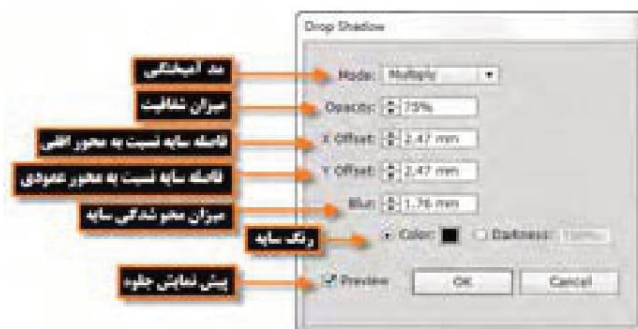 Drop Shadow
مد آمیختگی
Mode: Multiply
میزان شفافیت
Opacity: 75%
فاصله سایه نسبت به محور افقی
X Offset: 2.47 mm
فاصله سایه نسبت به محور عمودی
Y Offset: 2.47 mm
میزان محو شدگی سایه
Blur: 1.76 mm
رنگ سایه
Color: Darkness:
پیش نمایش جلوه
Preview OK Cancel